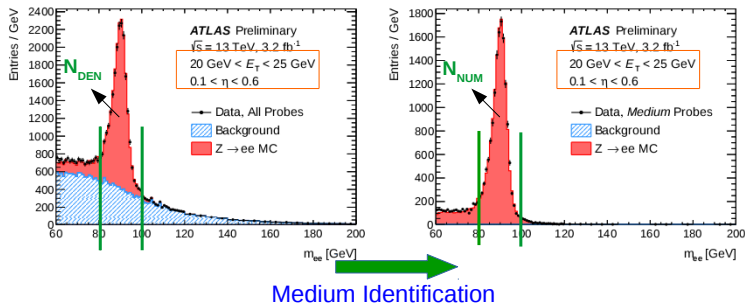 Entries / GeV
2400
2200
2000
1800
1600
1400
1200
1000
800
600
400
200
0
60 80 100 120 140 160 180 200
m_ee [GeV]
N_DEN
ATLAS Preliminary
√s = 13 TeV, 3.2 fb⁻¹
20 GeV < E_T < 25 GeV
0.1 < η < 0.6
Data, All Probes
Background
Z →ee MC
Entries / GeV
1800
1600
1400
1200
1000
800
600
400
200
0
60 80 100 120 140 160 180 200
m_ee [GeV]
N_NUM
ATLAS Preliminary
√s = 13 TeV, 3.2 fb⁻¹
20 GeV < E_T < 25 GeV
0.1 < η < 0.6
Data, Medium Probes
Background
Z →ee MC
Medium Identification